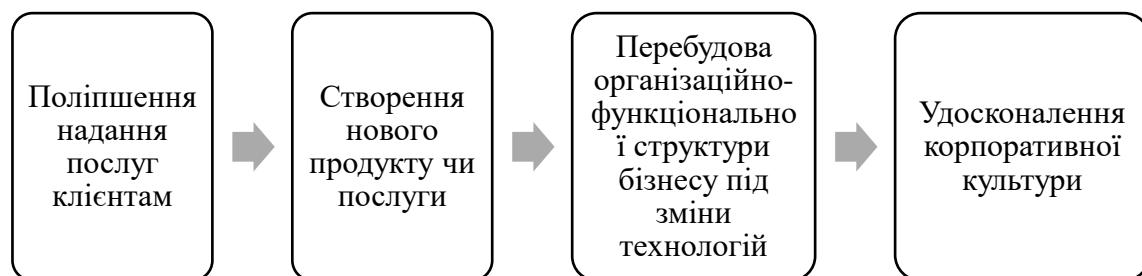 Поліпшення
надання
послуг
клієнтам
Створення
нового
продукту чи
послуги
Перебудова
організаційно-
функціонально
ї структури
бізнесу під
зміни
технологій
Удосконалення
корпоративної
культури